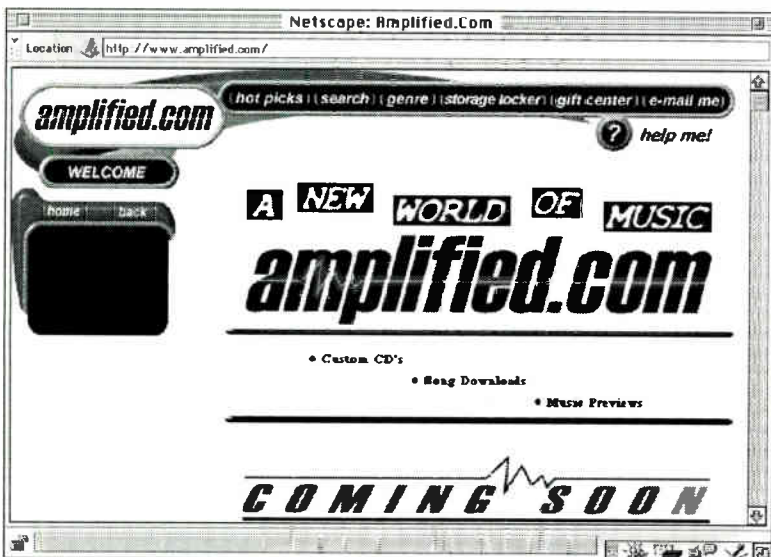 Netscape: Amplified.Com
Location http://www.amplified.com/
amplified.com
hot picks search genre storage locker gift center e-mail me
? help me!
WELCOME
home back
A NEW WORLD OF MUSIC
amplified.com
• Custom CD's
• Song Downloads
• Music Previews
COMING SOON